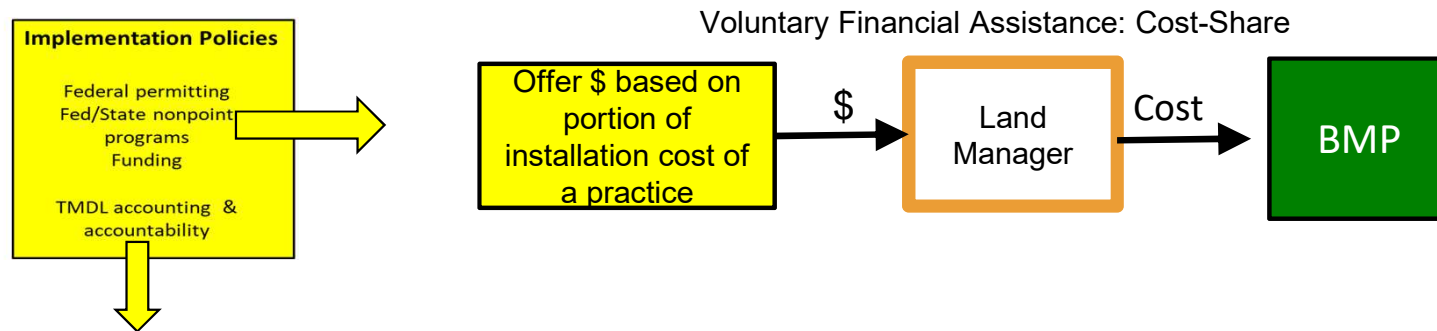 Implementation Policies
Federal permitting
Fed/State nonpoint
programs
Funding
TMDL accounting &
accountability
Voluntary Financial Assistance: Cost-Share
Offer $ based on
portion of
installation cost of
a practice
$
Land
Manager
Cost
BMP